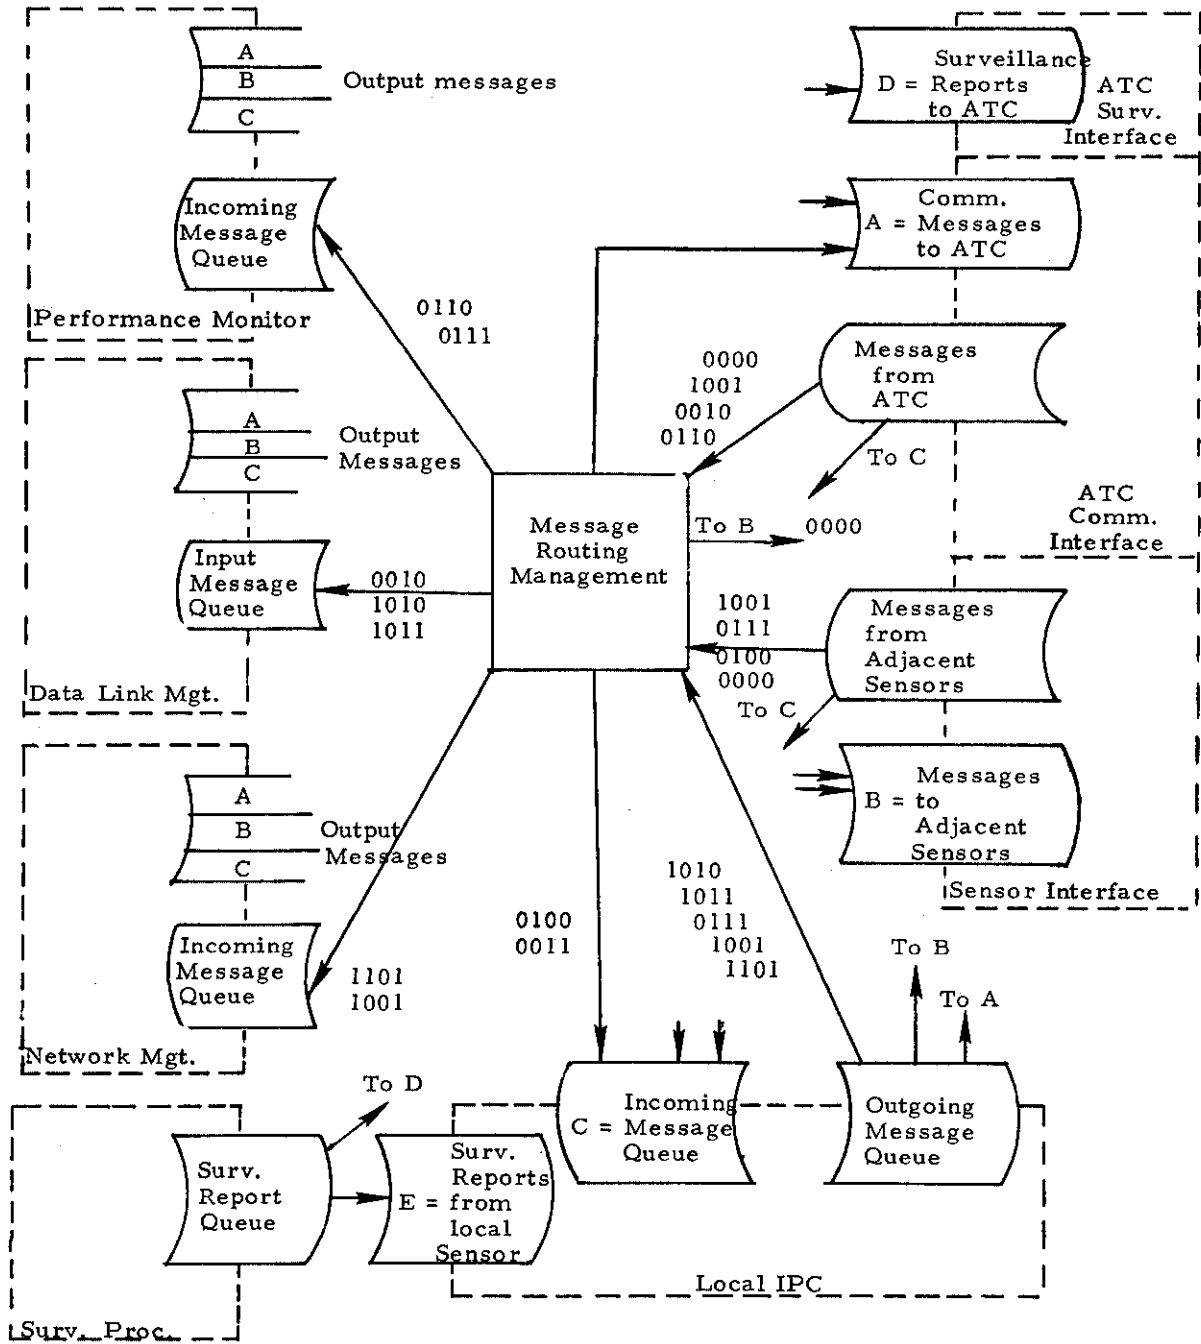 A
B
C
Output messages
Incoming
Message
Queue
Performance Monitor
Surveillance
D = Reports
to ATC
ATC
Surv.
Interface
Comm.
A = Messages
to ATC
0110
0111
0000
1001
0010
0110
Messages
from
ATC
To C
A
B
C
Output
Messages
Input
Message
Queue
Data Link Mgt.
0010
1010
1011
Message
Routing
Management
To B
0000
ATC
Comm.
Interface
1001
0111
0100
0000
To C
Messages
from
Adjacent
Sensors
Messages
B = to
Adjacent
Sensors
Sensor Interface
A
B
C
Output
Messages
Incoming
Message
Queue
Network Mgt.
1101
1001
0100
0011
1010
1011
0111
1001
1101
To B
To A
To D
Incoming
C = Message
Queue
Outgoing
Message
Queue
Surv.
Report
Queue
Surv.
Reports
E = from
local
Sensor
Local IPC
Surv. Proc.